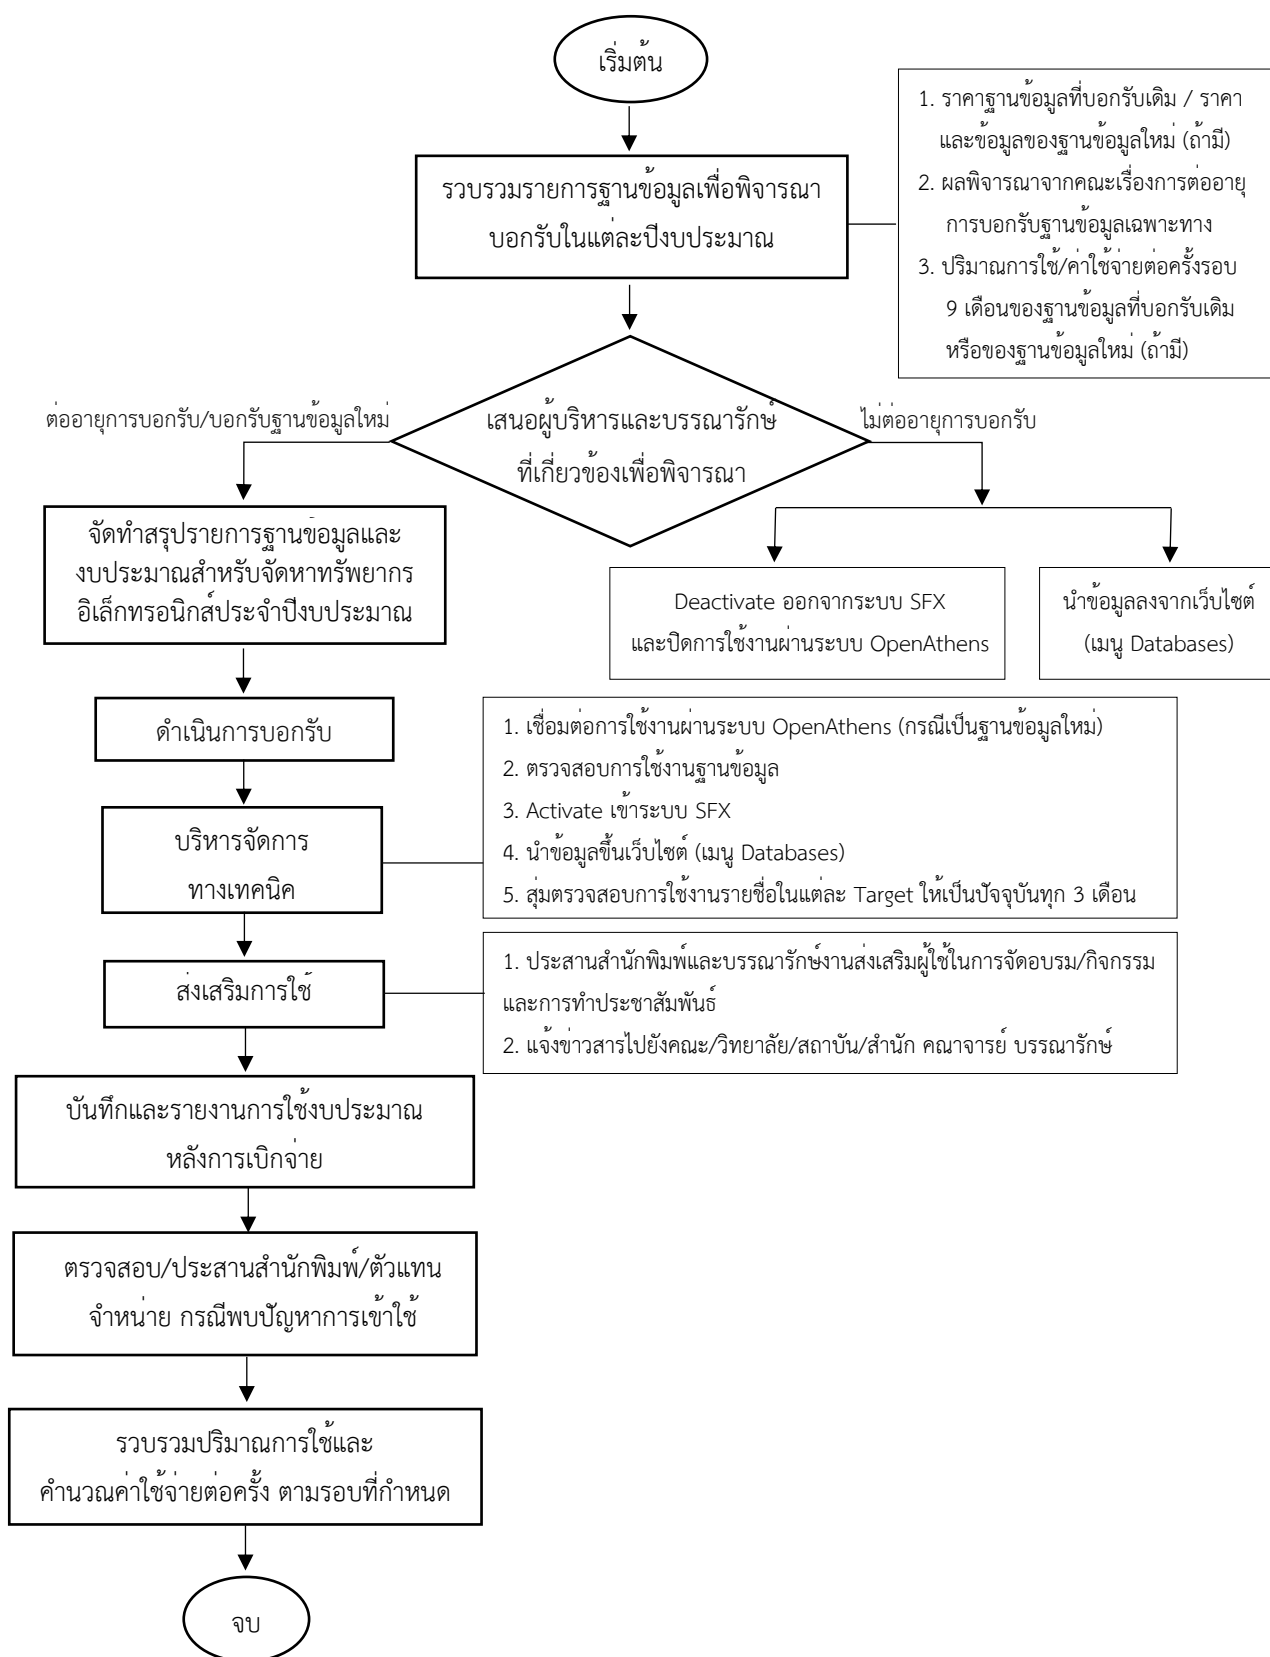 เริ่มต้น
รวบรวมรายการฐานข้อมูลเพื่อพิจารณา
บอกรับในแต่ละปีงบประมาณ
1. ราคาฐานข้อมูลที่บอกรับเดิม / ราคา
และข้อมูลของฐานข้อมูลใหม่ (ถ้ามี)
2. ผลพิจารณาจากคณะเรื่องการต่ออายุ
การบอกรับฐานข้อมูลเฉพาะทาง
3. ปริมาณการใช้/ค่าใช้จ่ายต่อครั้งรอบ
9 เดือนของฐานข้อมูลที่บอกรับเดิม
หรือของฐานข้อมูลใหม่ (ถ้ามี)
ต่ออายุการบอกรับ/บอกรับฐานข้อมูลใหม่
เสนอผู้บริหารและบรรณารักษ์
ที่เกี่ยวข้องเพื่อพิจารณา
ไม่ต่ออายุการบอกรับ
จัดทำสรุปรายการฐานข้อมูลและ
งบประมาณสำหรับจัดหาทรัพยากร
อิเล็กทรอนิกส์ประจำปีงบประมาณ
Deactivate ออกจากระบบ SFX
และปิดการใช้งานผ่านระบบ OpenAthens
นำข้อมูลลงจากเว็บไซต์
(เมนู Databases)
ดำเนินการบอกรับ
บริหารจัดการ
ทางเทคนิค
1. เชื่อมต่อการใช้งานผ่านระบบ OpenAthens (กรณีเป็นฐานข้อมูลใหม่)
2. ตรวจสอบการใช้งานฐานข้อมูล
3. Activate เข้าระบบ SFX
4. นำข้อมูลขึ้นเว็บไซต์ (เมนู Databases)
5. สุ่มตรวจสอบการใช้งานรายชื่อในแต่ละ Target ให้เป็นปัจจุบันทุก 3 เดือน
ส่งเสริมการใช้
1. ประสานสำนักพิมพ์และบรรณารักษ์งานส่งเสริมผู้ใช้ในการจัดอบรม/กิจกรรม
และการทำประชาสัมพันธ์
2. แจ้งข่าวสารไปยังคณะ/วิทยาลัย/สถาบัน/สำนัก คณาจารย์ บรรณารักษ์
บันทึกและรายงานการใช้งบประมาณ
หลังการเบิกจ่าย
ตรวจสอบ/ประสานสำนักพิมพ์/ตัวแทน
จำหน่าย กรณีพบปัญหาการเข้าใช้
รวบรวมปริมาณการใช้และ
คำนวณค่าใช้จ่ายต่อครั้ง ตามรอบที่กำหนด
จบ